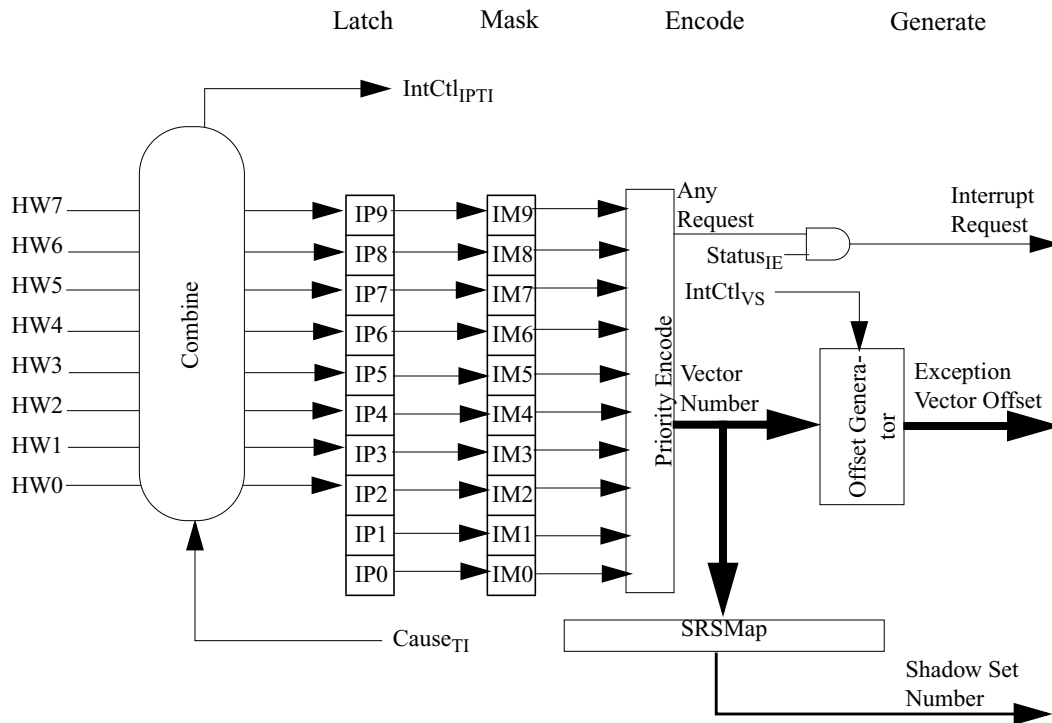 Latch
Mask
Encode
Generate
IntCtlIPTI
HW7
HW6
HW5
HW4
HW3
HW2
HW1
HW0
Combine
IP9
IP8
IP7
IP6
IP5
IP4
IP3
IP2
IP1
IP0
IM9
IM8
IM7
IM6
IM5
IM4
IM3
IM2
IM1
IM0
Priority Encode
Any
Request
StatusIE
Interrupt
Request
IntCtlVS
Vector
Number
Offset Genera-
tor
Exception
Vector Offset
CauseTI
SRSMap
Shadow Set
Number